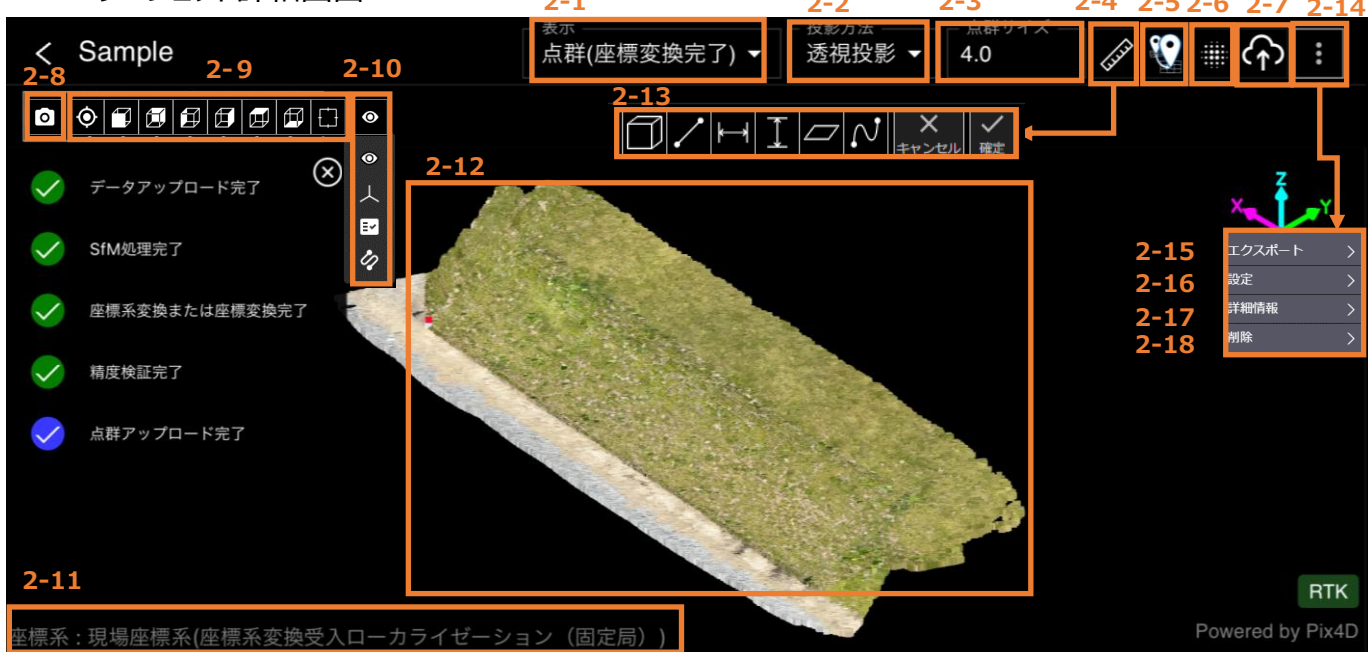 2-1 2-2 2-3 2-4 2-5 2-6 2-7 2-14
表示 投影方法 点群サイズ
Sample 点群(座標変換完了) 透視投影 4.0
2-8 2-9 2-10
2-13
キャンセル 確定
2-12
データアップロード完了
SfM処理完了
座標系変換または座標変換完了
精度検証完了
点群アップロード完了
Z
X Y
2-15 エクスポート
2-16 設定
2-17 詳細情報
2-18 削除
2-11
RTK
座標系:現場座標系(座標系変換受入ローカライゼーション(固定局))
Powered by Pix4D